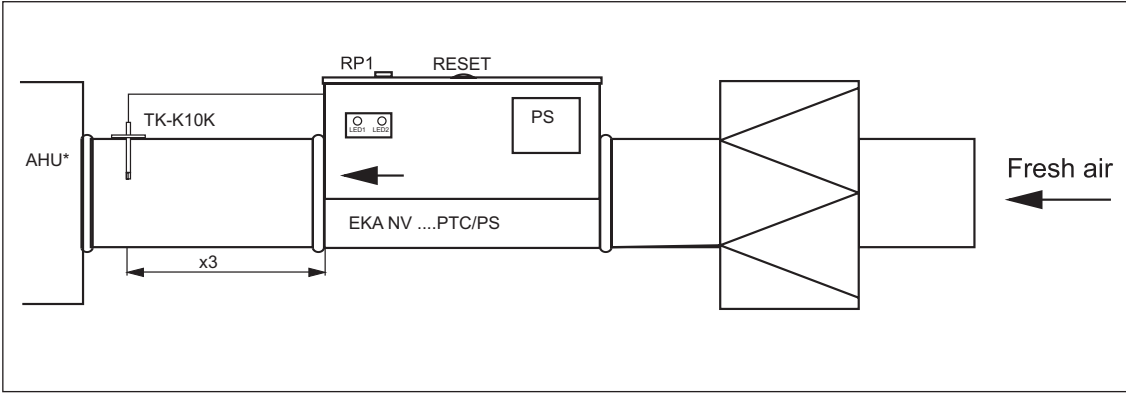 RP1 RESET
TK-K10K
PS
LED1 LED2
AHU*
Fresh air
EKA NV ....PTC/PS
x3